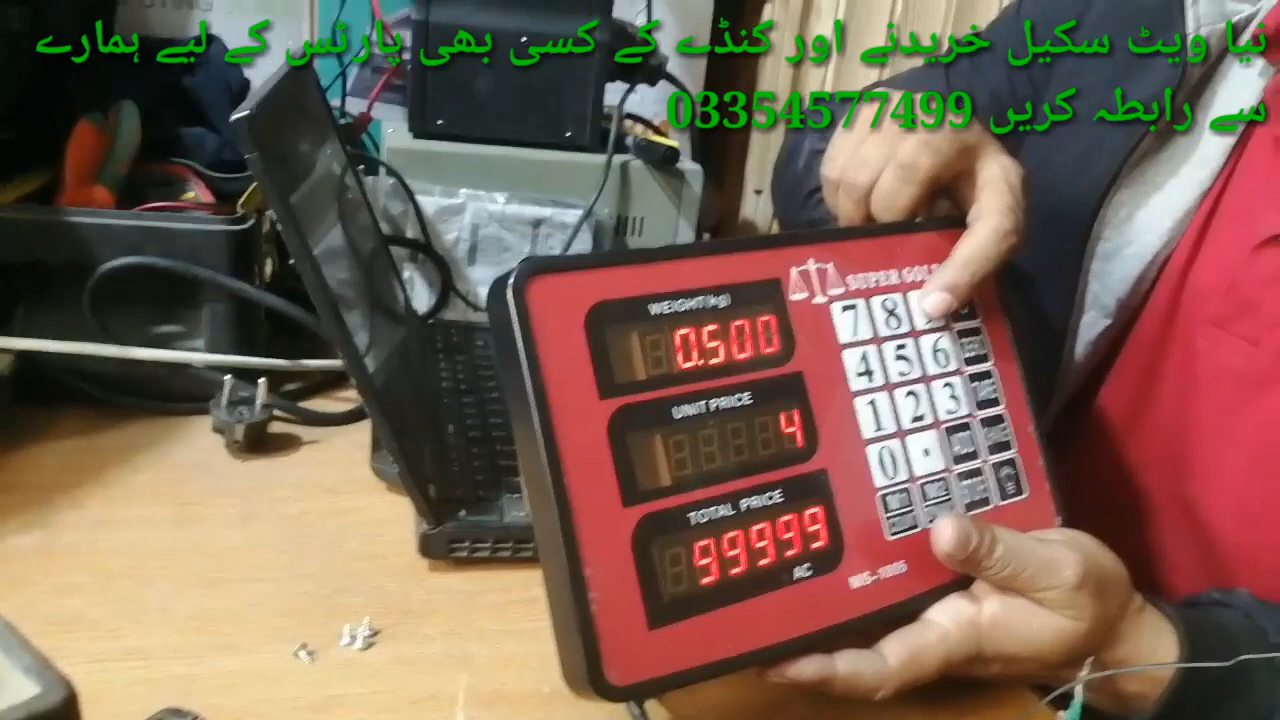 نیا ویٹ سکیل خریدنے اور کنڈے کے کسی بھی پارٹس کے لیے ہمارے
سے رابطہ کریں 03354577499
SUPER GOLD
WEIGHT(kg)
0.500
UNIT PRICE
4
TOTAL PRICE
99999
AC
7 8
4 5 6
1 2 3
0 .